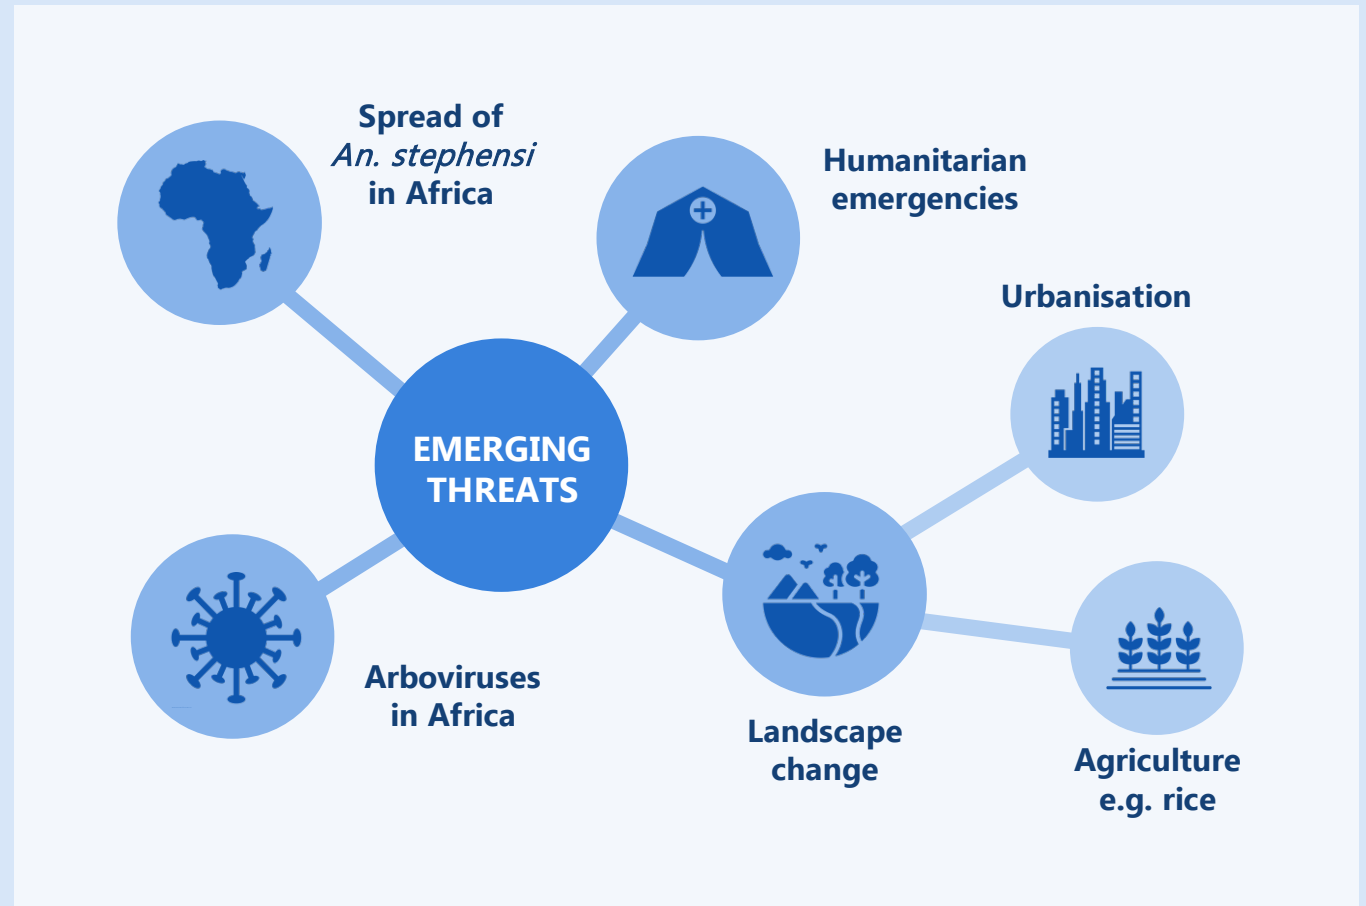 Spread of
An. stephensi
in Africa
Humanitarian
emergencies
Urbanisation
EMERGING
THREATS
Arboviruses
in Africa
Landscape
change
Agriculture
e.g. rice